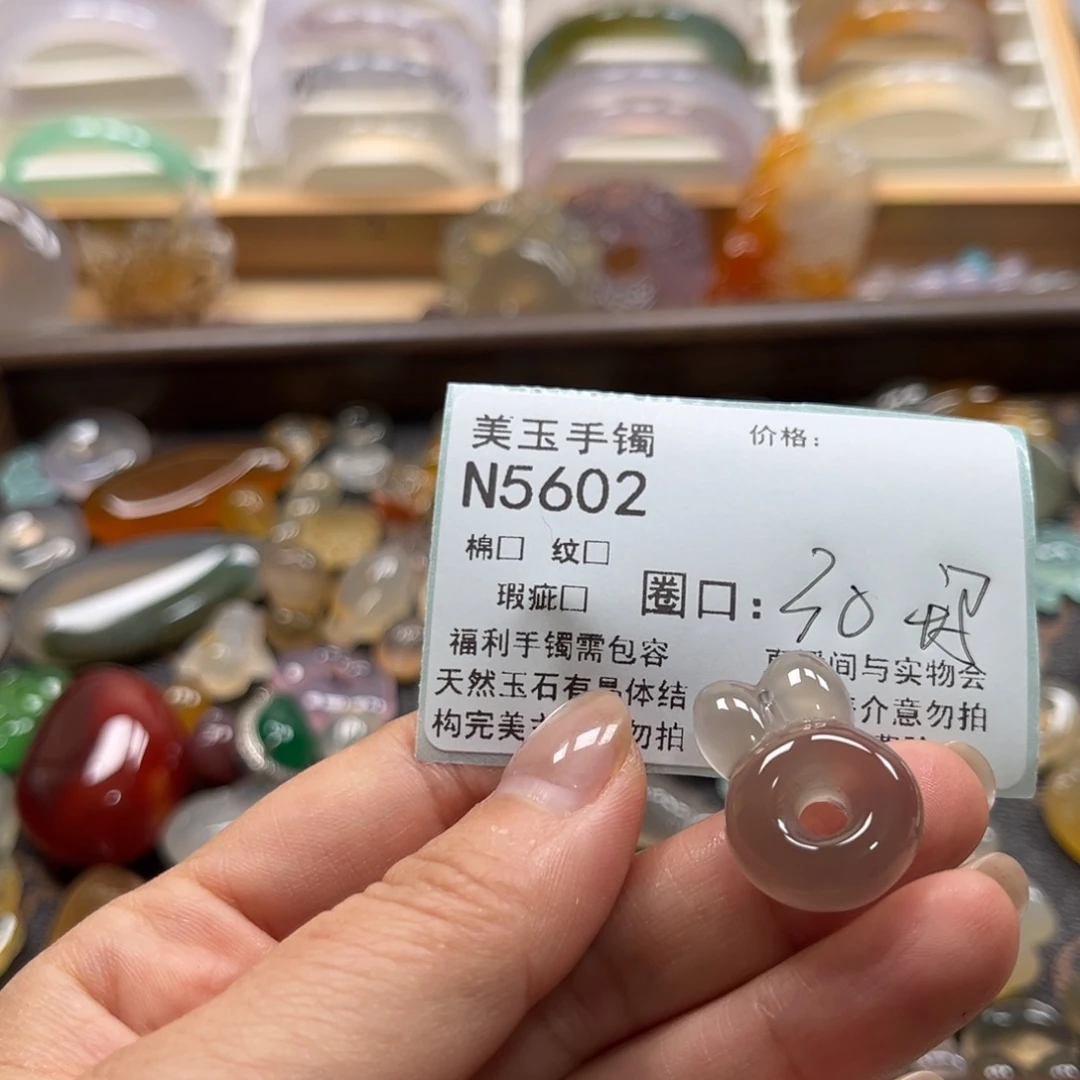 美玉手镯
价格：
N5602
棉□ 纹□
瑕疵□
圈口：30
福利手镯需包容
天然玉石有晶体结
构完美 勿拍
间与实物会
介意勿拍